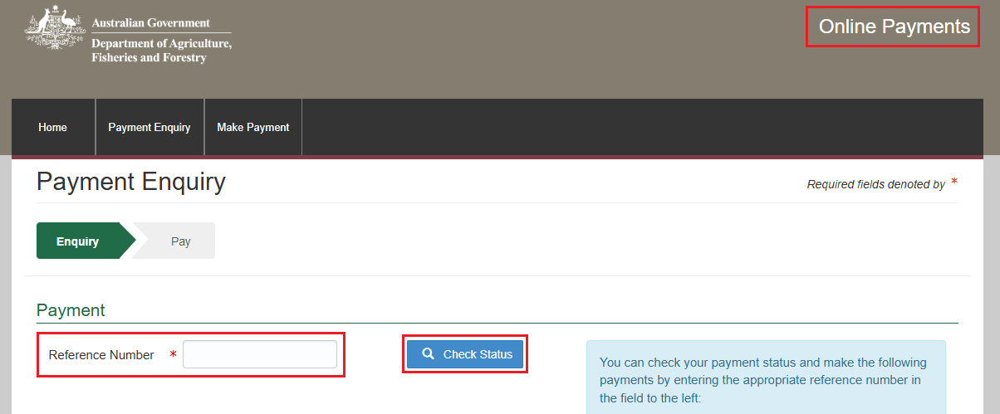 Australian Government
Department of Agriculture,
Fisheries and Forestry
Online Payments
Home
Payment Enquiry
Make Payment
Payment Enquiry
Required fields denoted by *
Enquiry
Pay
Payment
Reference Number *
Check Status
You can check your payment status and make the following
payments by entering the appropriate reference number in
the field to the left: